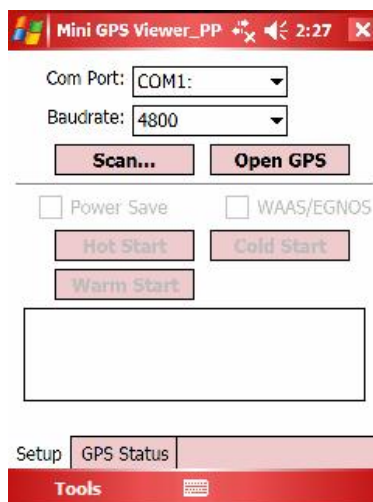 Mini GPS Viewer_PP 2:27
Com Port: COM1:
Baudrate: 4800
Scan... Open GPS
Power Save WAAS/EGNOS
Hot Start Cold Start
Warm Start
Setup GPS Status
Tools